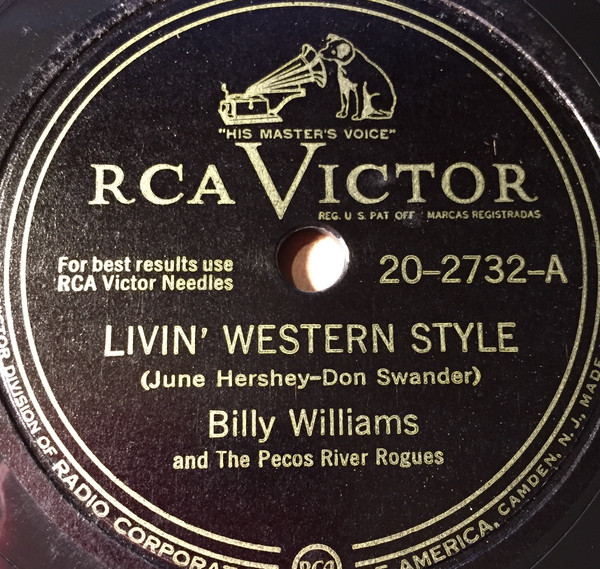 "HIS MASTER'S VOICE"
RCA VICTOR
REG. U S PAT OFF MARCAS REGISTRADAS
For best results use
RCA Victor Needles
20-2732-A
LIVIN' WESTERN STYLE
(June Hershey-Don Swander)
Billy Williams
and The Pecos River Rogues
DIVISION OF RADIO AMERICA, CAMDEN, N. J., MADE
RCA